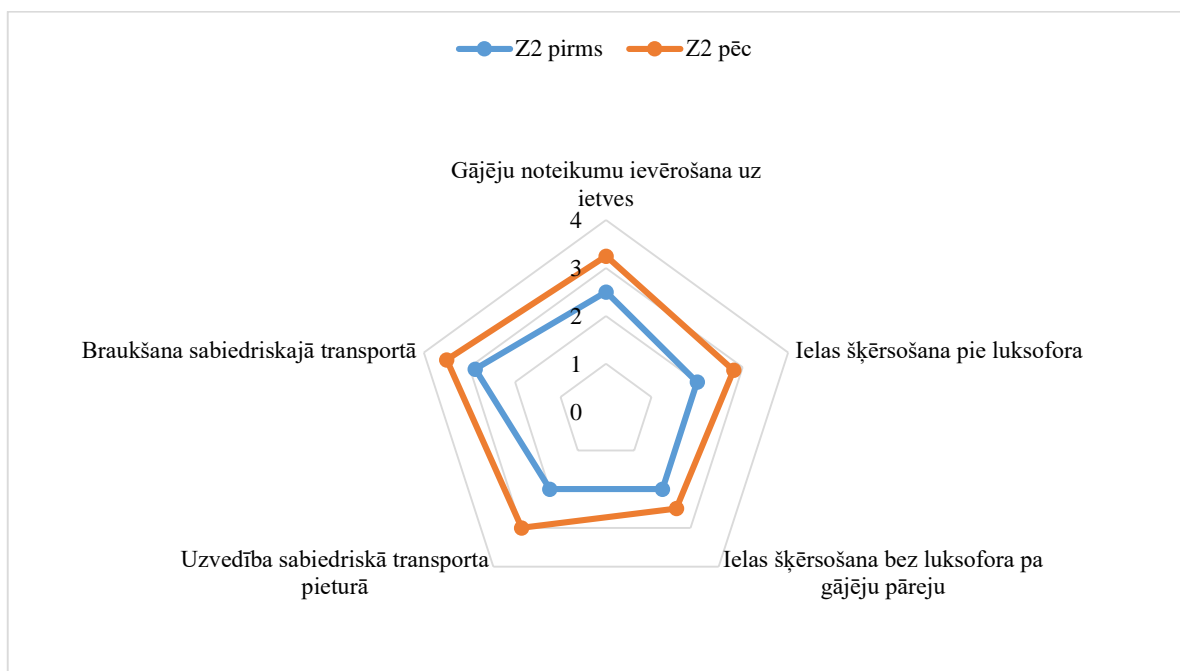 Z2 pirms
Z2 pēc
Gājēju noteikumu ievērošana uz
ietves
4
3
2
1
0
Braukšana sabiedriskajā transportā
Ielas šķērsošana pie luksofora
Uzvedība sabiedriskā transporta
pieturā
Ielas šķērsošana bez luksofora pa
gājēju pāreju